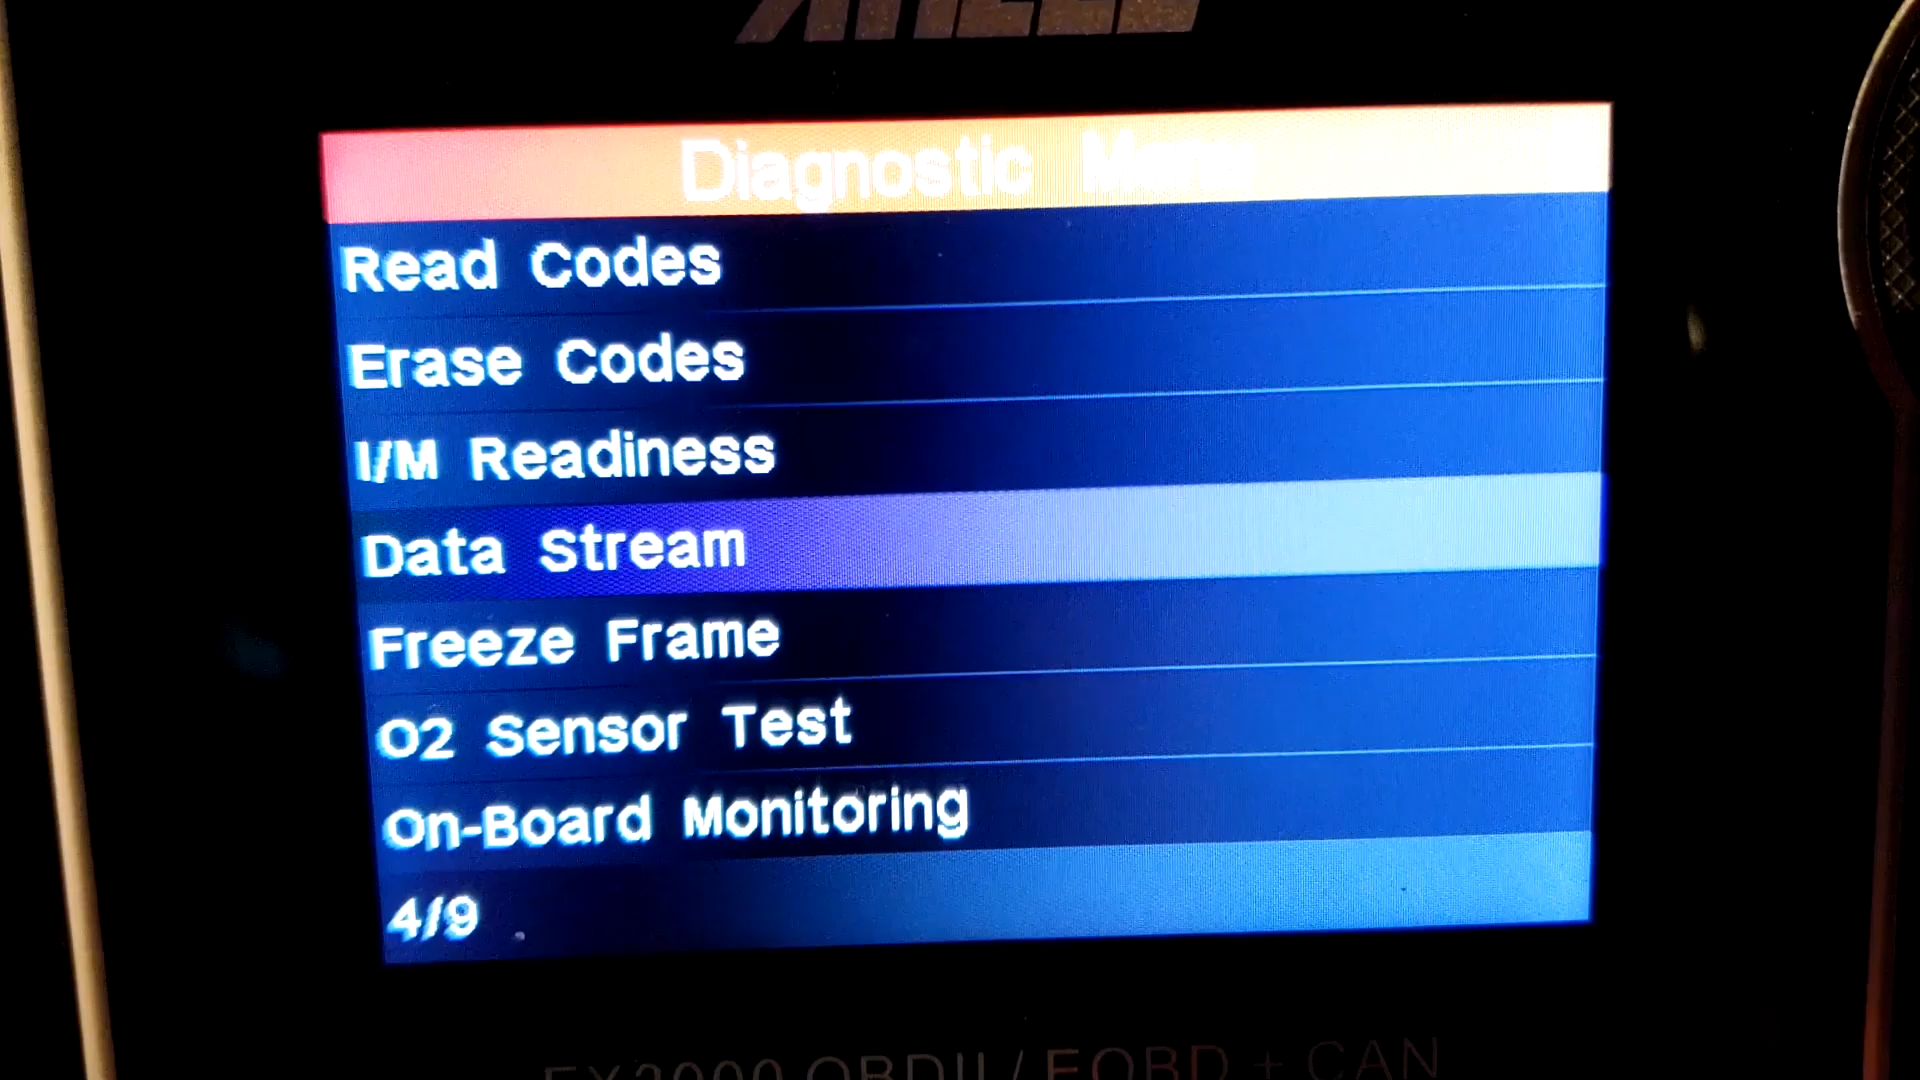 Diagnostic Menu
Read Codes
Erase Codes
I/M Readiness
Data Stream
Freeze Frame
O2 Sensor Test
On-Board Monitoring
4/9
OBDII / EOBD + CAN